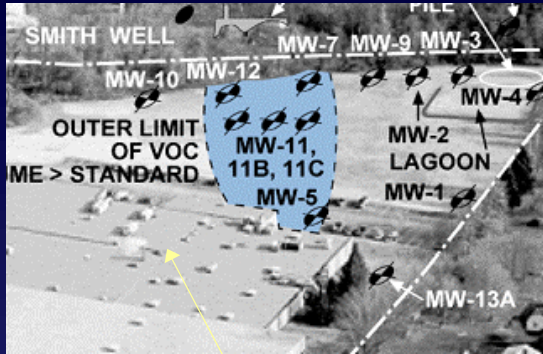 PILE
SMITH WELL
MW-7 MW-9 MW-3
MW-10 MW-12
MW-4
OUTER LIMIT
OF VOC
UME > STANDARD
MW-11,
11B, 11C
MW-2
LAGOON
MW-5
MW-1
MW-13A